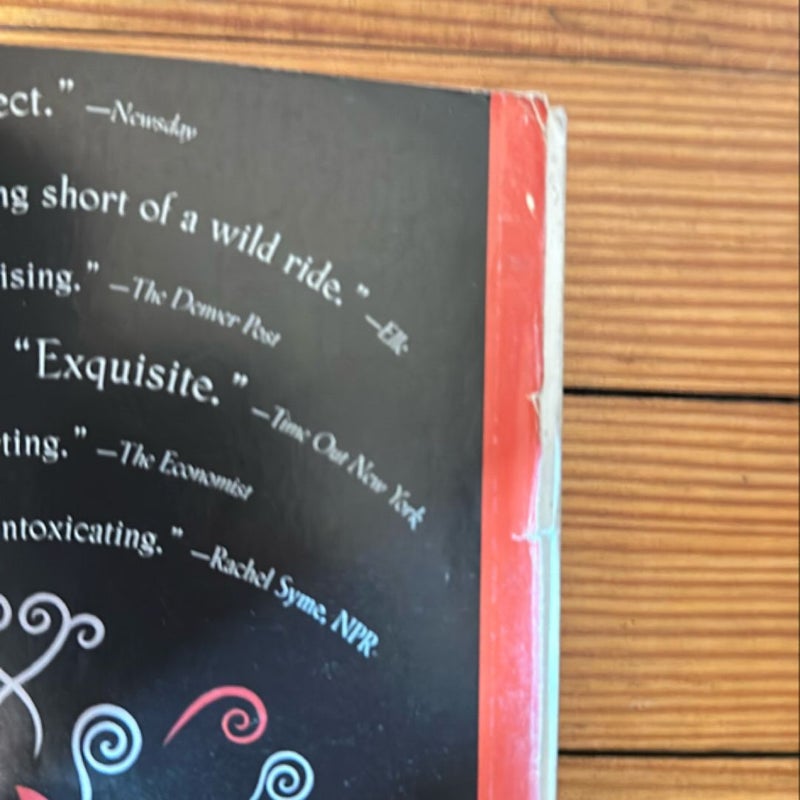 ect." —Newsday
ng short of a wild ride." —Elle
ising." —The Denver Post
"Exquisite." —Time Out New York
ting." —The Economist
ntoxicating." —Rachel Syme, NPR